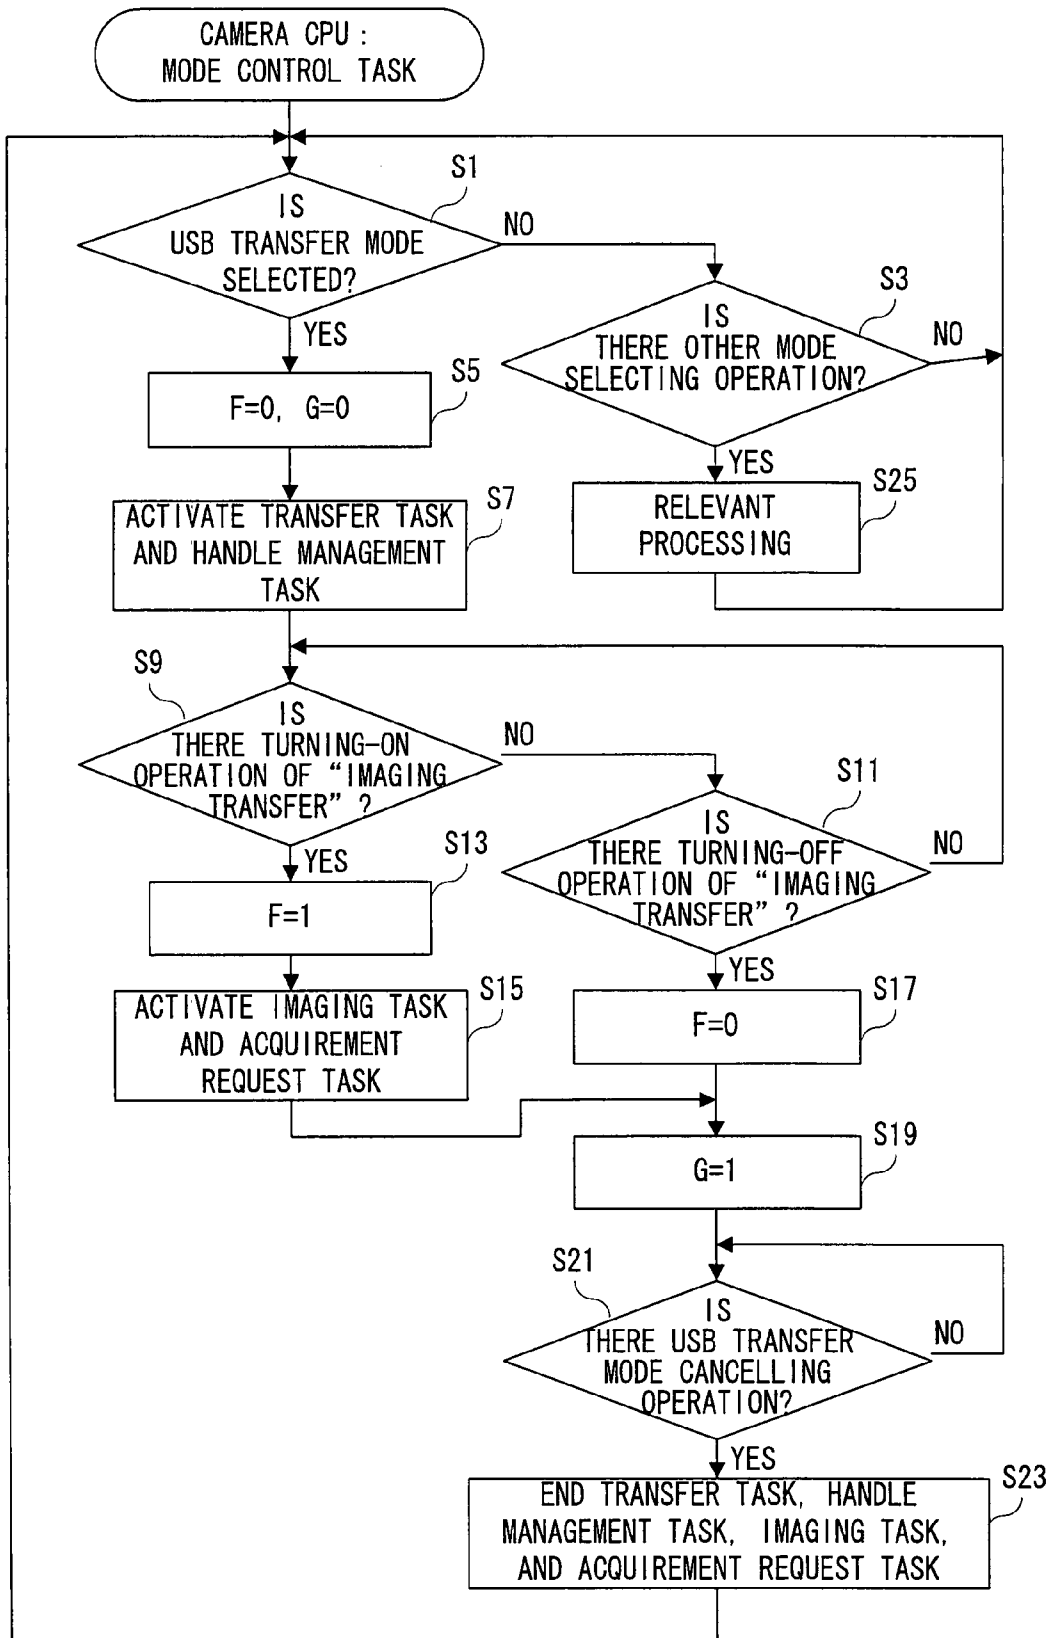 CAMERA CPU :
MODE CONTROL TASK
S1
IS
USB TRANSFER MODE
SELECTED?
NO
YES
S3
IS
THERE OTHER MODE
SELECTING OPERATION?
NO
YES
S5
F=0, G=0
S25
RELEVANT
PROCESSING
S7
ACTIVATE TRANSFER TASK
AND HANDLE MANAGEMENT
TASK
S9
IS
THERE TURNING-ON
OPERATION OF “IMAGING
TRANSFER” ?
NO
YES
S11
IS
THERE TURNING-OFF
OPERATION OF “IMAGING
TRANSFER” ?
NO
YES
S13
F=1
S15
ACTIVATE IMAGING TASK
AND ACQUIREMENT
REQUEST TASK
S17
F=0
S19
G=1
S21
IS
THERE USB TRANSFER
MODE CANCELLING
OPERATION?
NO
YES
S23
END TRANSFER TASK, HANDLE
MANAGEMENT TASK, IMAGING TASK,
AND ACQUIREMENT REQUEST TASK